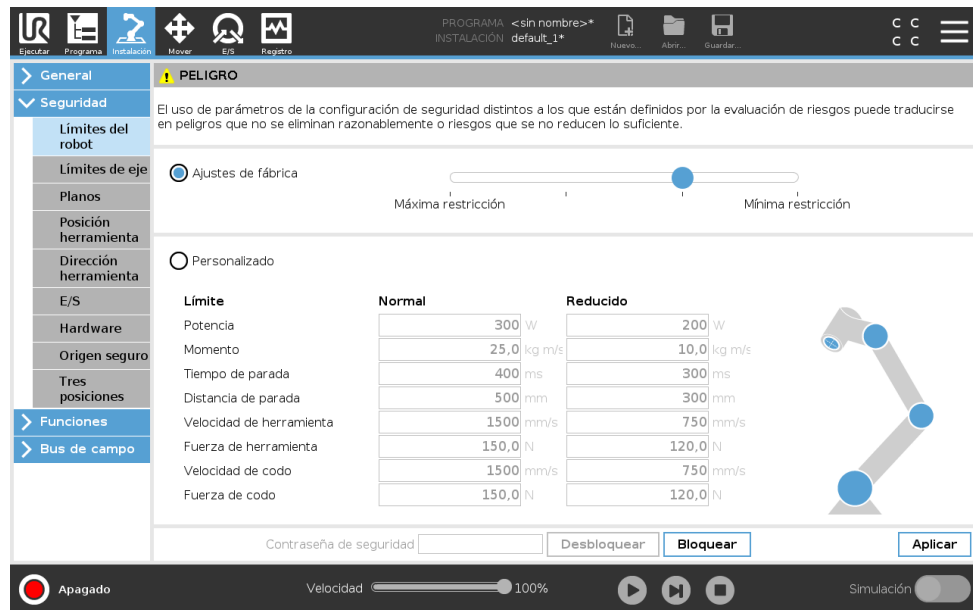 PROGRAMA <sin nombre>*
INSTALACIÓN default_1*
UR
Ejecutar Programa Instalación Mover E/S Registro Nuevo... Abrir... Guardar...
C C
C C
General
Seguridad
Límites del
robot
Límites de eje
Planos
Posición
herramienta
Dirección
herramienta
E/S
Hardware
Origen seguro
Tres
posiciones
Funciones
Bus de campo
PELIGRO
El uso de parámetros de la configuración de seguridad distintos a los que están definidos por la evaluación de riesgos puede traducirse
en peligros que no se eliminan razonablemente o riesgos que se no reducen lo suficiente.
Ajustes de fábrica
Máxima restricción Mínima restricción
Personalizado
Límite Normal Reducido
Potencia 300 W 200 W
Momento 25,0 kg m/s 10,0 kg m/s
Tiempo de parada 400 ms 300 ms
Distancia de parada 500 mm 300 mm
Velocidad de herramienta 1500 mm/s 750 mm/s
Fuerza de herramienta 150,0 N 120,0 N
Velocidad de codo 1500 mm/s 750 mm/s
Fuerza de codo 150,0 N 120,0 N
Contraseña de seguridad Desbloquear Bloquear Aplicar
Apagado Velocidad 100% Simulación